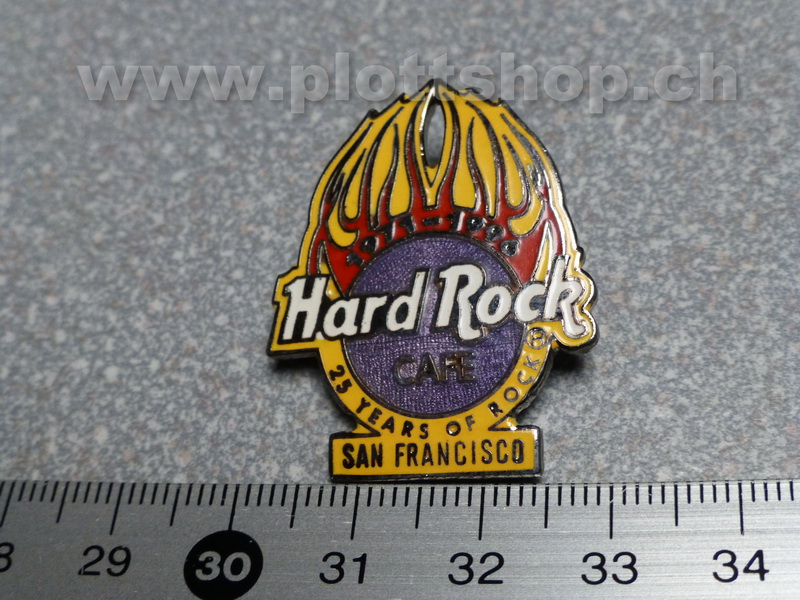 www.plottshop.ch
1971-1996
Hard Rock
CAFE
25 YEARS OF ROCK
SAN FRANCISCO
29 30 31 32 33 34